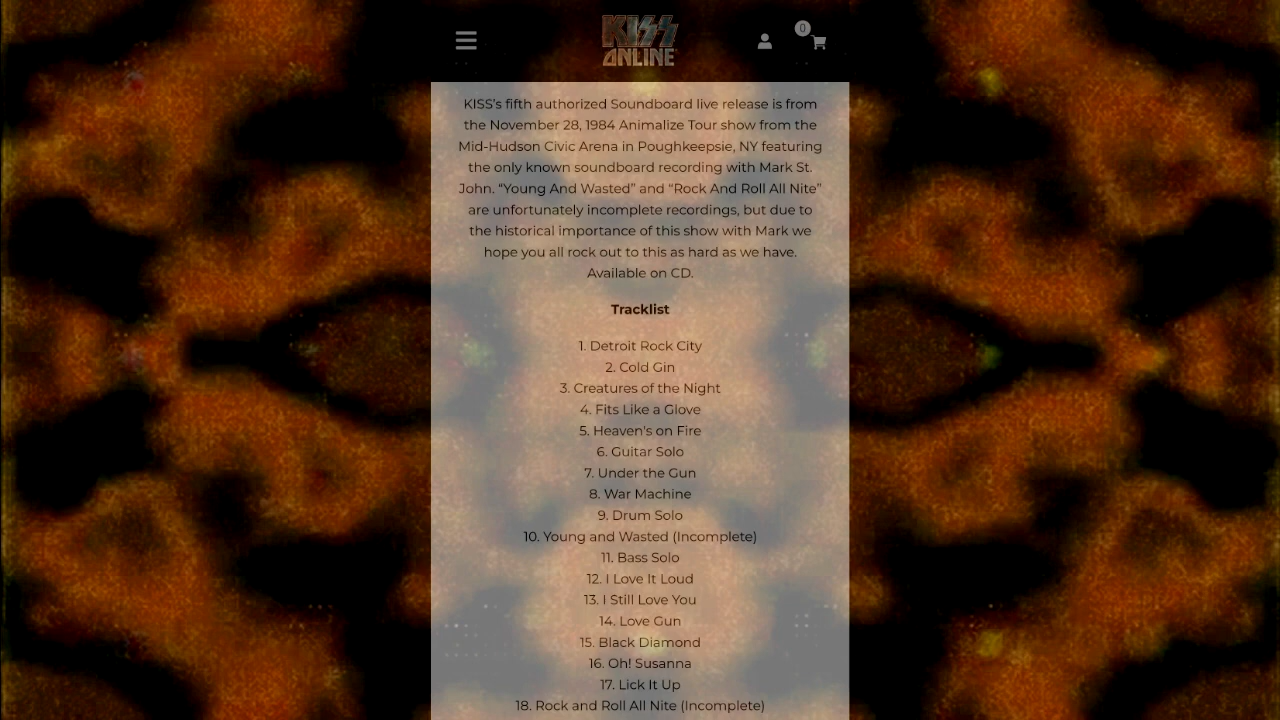 KISS
ONLINE
0
KISS's fifth authorized Soundboard live release is from
the November 28, 1984 Animalize Tour show from the
Mid-Hudson Civic Arena in Poughkeepsie, NY featuring
the only known soundboard recording with Mark St.
John. “Young And Wasted” and “Rock And Roll All Nite”
are unfortunately incomplete recordings, but due to
the historical importance of this show with Mark we
hope you all rock out to this as hard as we have.
Available on CD.
Tracklist
1. Detroit Rock City
2. Cold Gin
3. Creatures of the Night
4. Fits Like a Glove
5. Heaven's on Fire
6. Guitar Solo
7. Under the Gun
8. War Machine
9. Drum Solo
10. Young and Wasted (Incomplete)
11. Bass Solo
12. I Love It Loud
13. I Still Love You
14. Love Gun
15. Black Diamond
16. Oh! Susanna
17. Lick It Up
18. Rock and Roll All Nite (Incomplete)